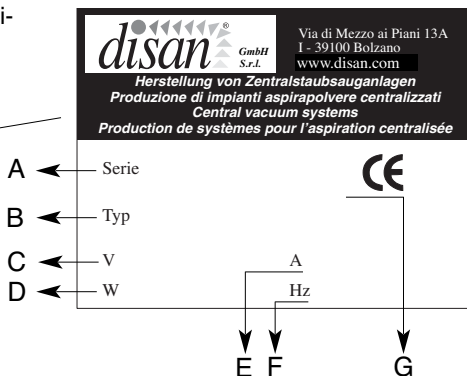 i-
disan®
GmbH
S.r.l.
Via di Mezzo ai Piani 13A
I - 39100 Bolzano
www.disan.com
Herstellung von Zentralstaubsauganlagen
Produzione di impianti aspirapolvere centralizzati
Central vacuum systems
Production de systèmes pour l'aspiration centralisée
A Serie
CE
B Typ
C V
A
D W
Hz
E F G